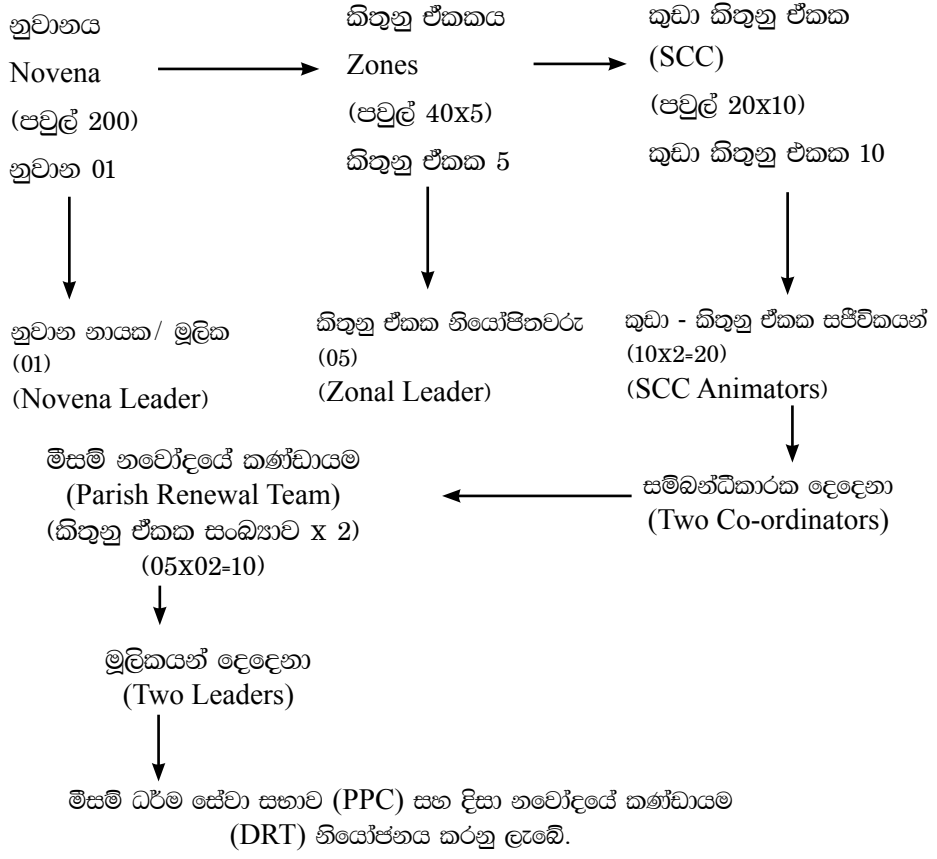 නුවානය
Novena
(පවුල් 200)
නුවාන 01
කිතුනු ඒකකය
Zones
(පවුල් 40x5)
කිතුනු ඒකක 5
කුඩා කිතුනු ඒකක
(SCC)
(පවුල් 20x10)
කුඩා කිතුනු එකක 10
නුවාන නායක/ මූලික
(01)
(Novena Leader)
කිතුනු ඒකක නියෝපිතවරු
(05)
(Zonal Leader)
කුඩා - කිතුනු ඒකක සජීවිකයන්
(10x2=20)
(SCC Animators)
සම්බන්ධීකාරක දෙදෙනා
(Two Co-ordinators)
මීසම් නවෝදයේ කණ්ඩායම
(Parish Renewal Team)
(කිතුනු ඒකක සංඛ්‍යාව x 2)
(05x02=10)
මූලිකයන් දෙදෙනා
(Two Leaders)
මීසම් ධර්ම සේවා සභාව (PPC) සහ දිසා නවෝදයේ කණ්ඩායම
(DRT) නියෝජනය කරනු ලැබේ.